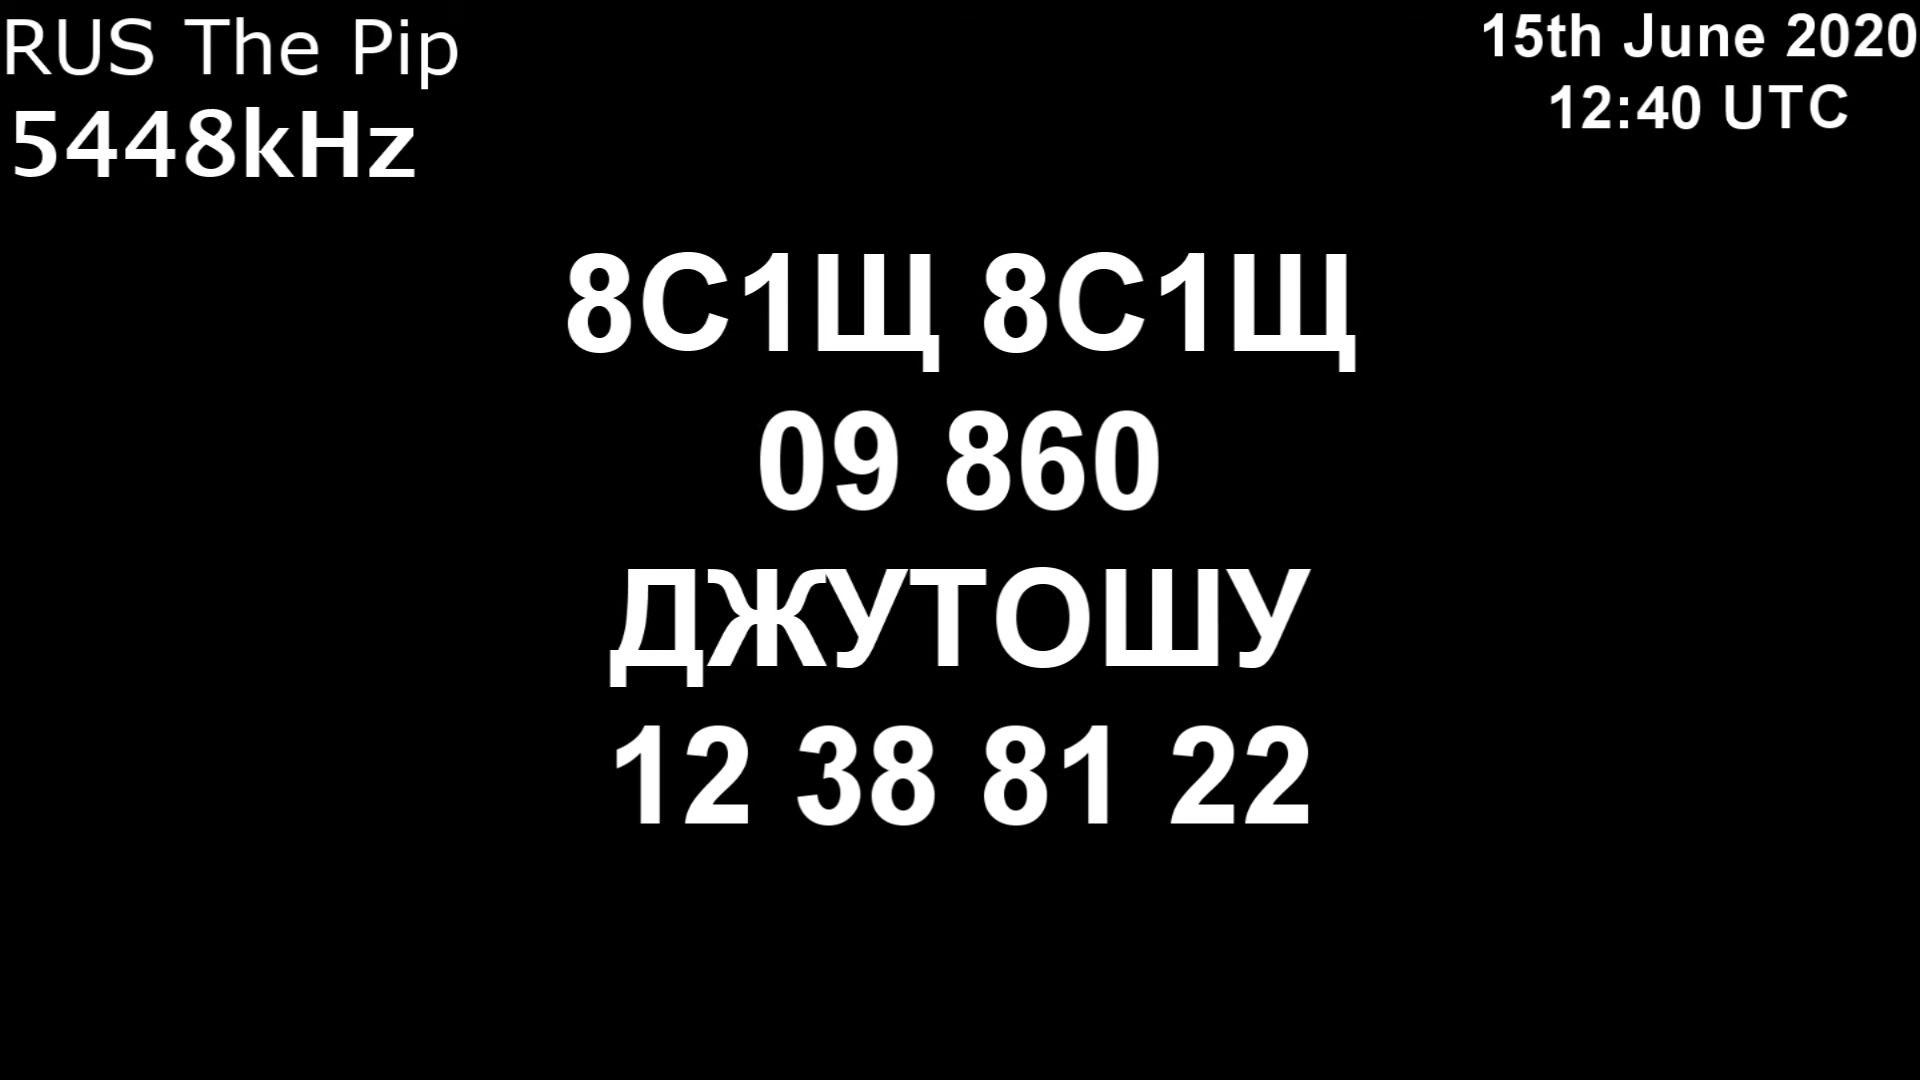 RUS The Pip
5448kHz
15th June 2020
12:40 UTC
8С1Щ 8С1Щ
09 860
ДЖУТОШУ
12 38 81 22